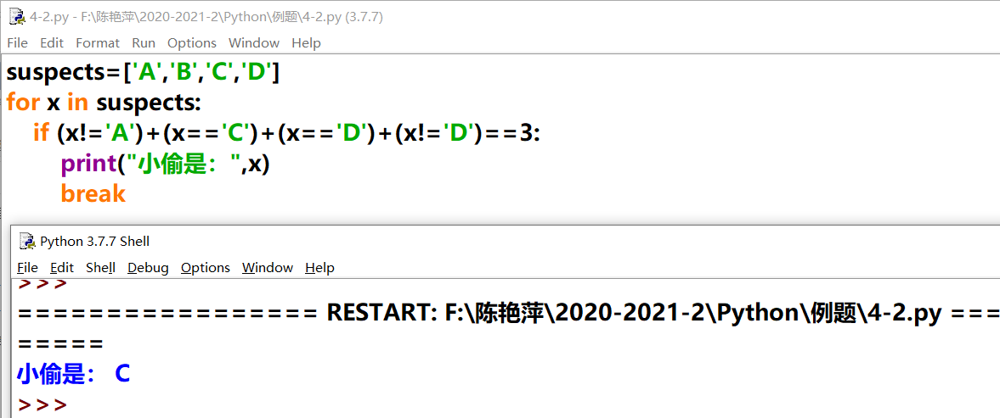 4-2.py - F:\陈艳萍\2020-2021-2\Python\例题\4-2.py (3.7.7)
File Edit Format Run Options Window Help
suspects=['A','B','C','D']
for x in suspects:
    if (x!='A')+(x=='C')+(x=='D')+(x!='D')==3:
        print("小偷是：",x)
        break
Python 3.7.7 Shell
File Edit Shell Debug Options Window Help
>>>
================= RESTART: F:\陈艳萍\2020-2021-2\Python\例题\4-2.py ===
=====
小偷是： C
>>>